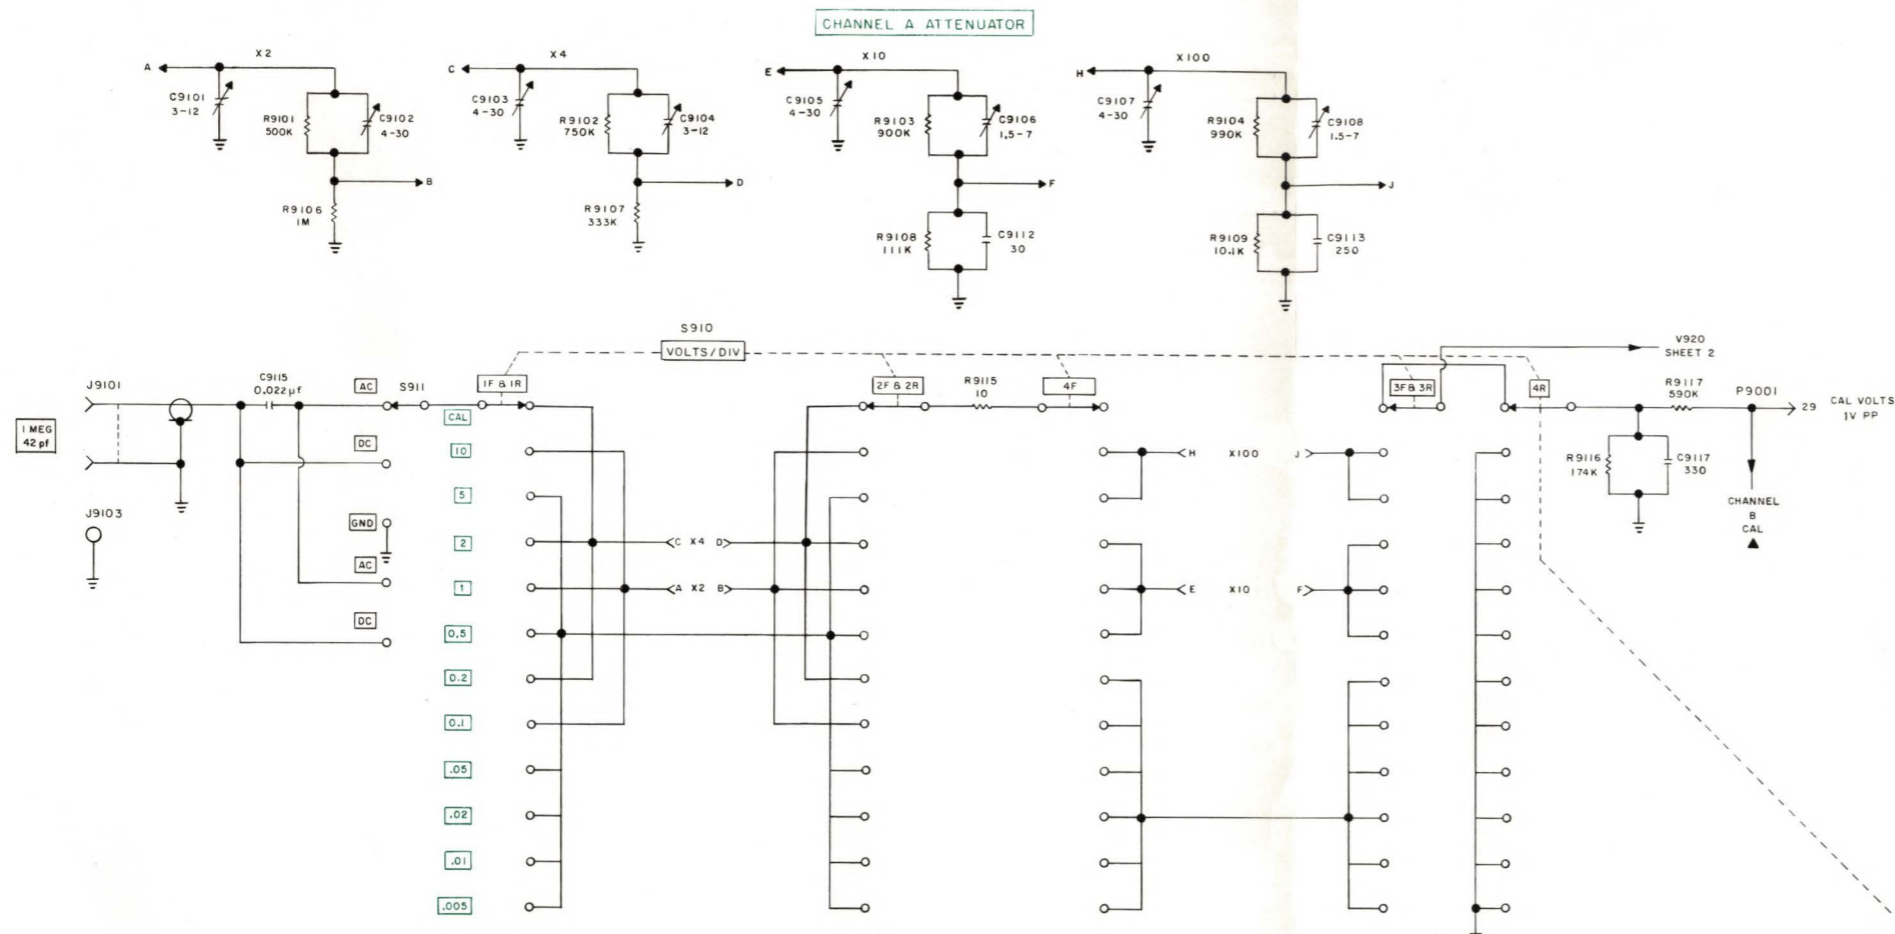 CHANNEL A ATTENUATOR
A X2
C9101
3-12
R9101
500K
C9102
4-30
B
R9106
1M
C X4
C9103
4-30
R9102
750K
C9104
3-12
D
R9107
333K
E X10
C9105
4-30
R9103
900K
C9106
1.5-7
F
R9108
111K
C9112
30
H X100
C9107
4-30
R9104
990K
C9108
1.5-7
J
R9109
10.1K
C9113
250
S910
VOLTS/DIV
V920
SHEET 2
J9101
1 MEG
42 pf
J9103
C9115
0.022µf
AC
S911
DC
GND
AC
DC
1F & 1R
2F & 2R
R9115
10
4F
3F & 3R
4R
R9117
590K
P9001
29
CAL VOLTS
1V PP
R9116
174K
C9117
330
CHANNEL
B
CAL
CAL
10
H X100 J
5
2
C X4 D
1
A X2 B
E X10 F
0.5
0.2
0.1
.05
.02
.01
.005